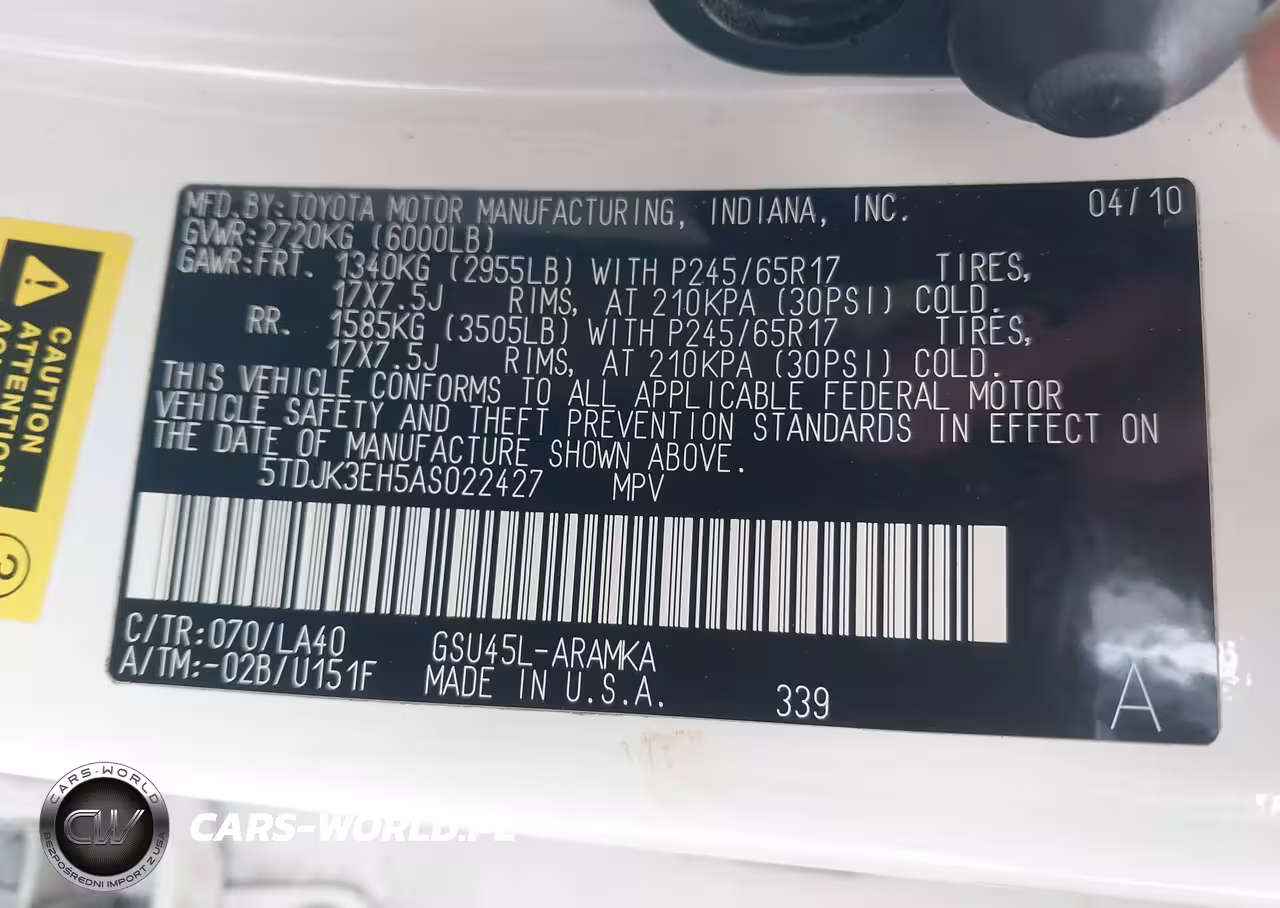 MFD.BY:TOYOTA MOTOR MANUFACTURING, INDIANA, INC. 04/10
GVWR:2720KG (6000LB)
GAWR:FRT. 1340KG (2955LB) WITH P245/65R17 TIRES,
17X7.5J RIMS, AT 210KPA (30PSI) COLD.
RR. 1585KG (3505LB) WITH P245/65R17 TIRES,
17X7.5J RIMS, AT 210KPA (30PSI) COLD.
THIS VEHICLE CONFORMS TO ALL APPLICABLE FEDERAL MOTOR
VEHICLE SAFETY AND THEFT PREVENTION STANDARDS IN EFFECT ON
THE DATE OF MANUFACTURE SHOWN ABOVE.
5TDJK3EH5AS022427 MPV
C/TR:070/LA40 GSU45L-ARAMKA
A/TM:-02B/U151F MADE IN U.S.A. 339 A
CAUTION
ATTENTION
CARS-WORLD
CW
BEZPOŚREDNI IMPORT Z USA
CARS-WORLD.PL